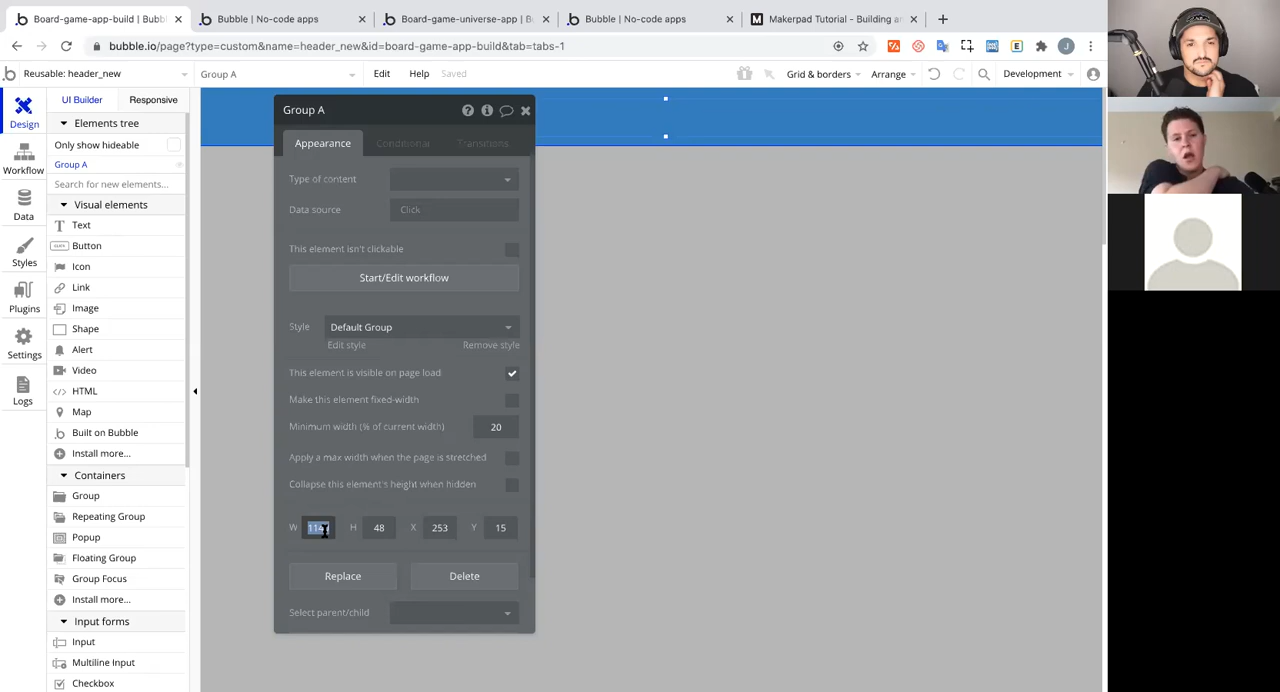 Board-game-app-build | Bubbl
Bubble | No-code apps
Board-game-universe-app | B
Bubble | No-code apps
Makerpad Tutorial - Building an
bubble.io/page?type=custom&name=header_new&id=board-game-app-build&tab=tabs-1
J
Reusable: header_new
Group A
Edit
Help
Saved
Grid & borders
Arrange
Development
Design
Workflow
Data
Styles
Plugins
Settings
Logs
UI Builder
Responsive
Elements tree
Only show hideable
Group A
Search for new elements...
Visual elements
Text
Button
Icon
Link
Image
Shape
Alert
Video
HTML
Map
Built on Bubble
Install more...
Containers
Group
Repeating Group
Popup
Floating Group
Group Focus
Install more...
Input forms
Input
Multiline Input
Checkbox
Group A
Appearance
Conditional
Transitions
Type of content
Data source
Click
This element isn't clickable
Start/Edit workflow
Style
Default Group
Edit style
Remove style
This element is visible on page load
Make this element fixed-width
Minimum width (% of current width)
20
Apply a max width when the page is stretched
Collapse this element's height when hidden
W
H
48
X
253
Y
15
Replace
Delete
Select parent/child